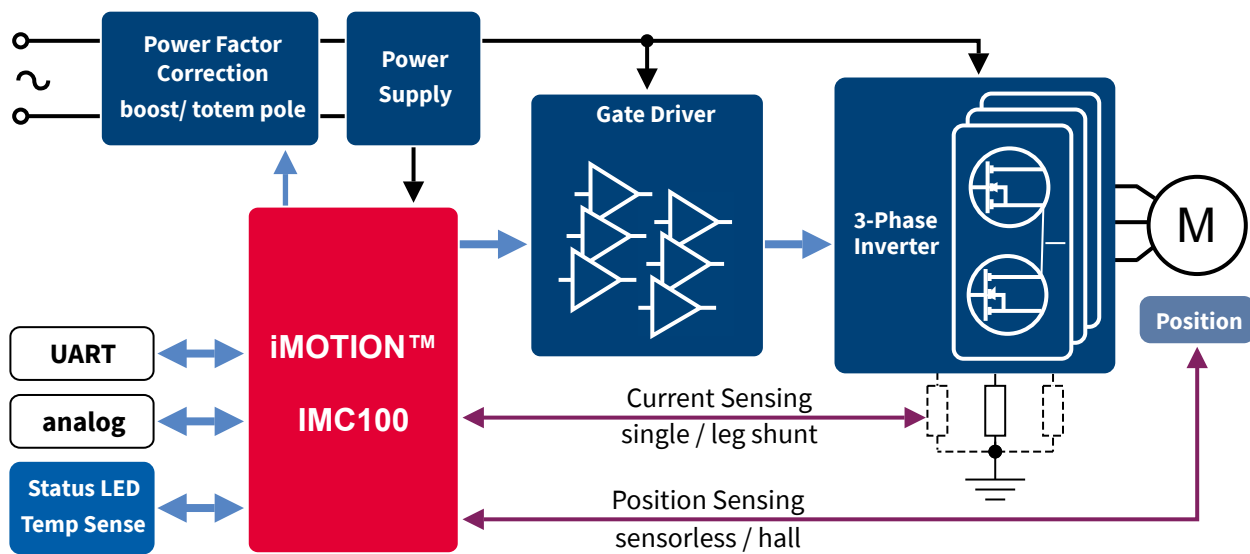 Power Factor
Correction
boost/ totem pole
Power
Supply
Gate Driver
3-Phase
Inverter
M
Position
iMOTION™
IMC100
UART
analog
Status LED
Temp Sense
Current Sensing
single / leg shunt
Position Sensing
sensorless / hall